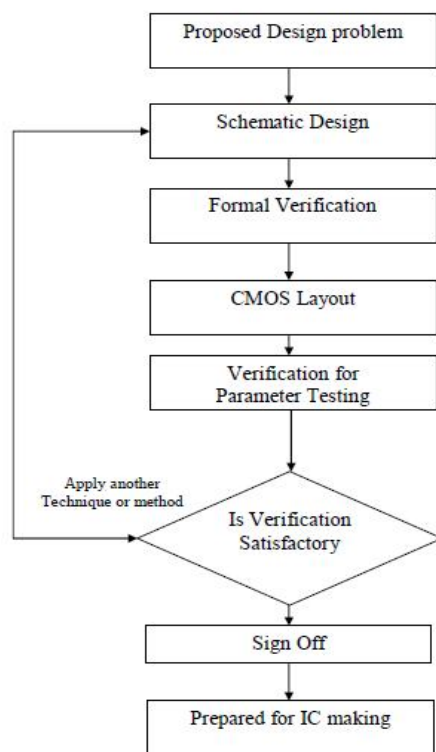 Proposed Design problem
Schematic Design
Formal Verification
CMOS Layout
Verification for
Parameter Testing
Apply another
Technique or method
Is Verification
Satisfactory
Sign Off
Prepared for IC making